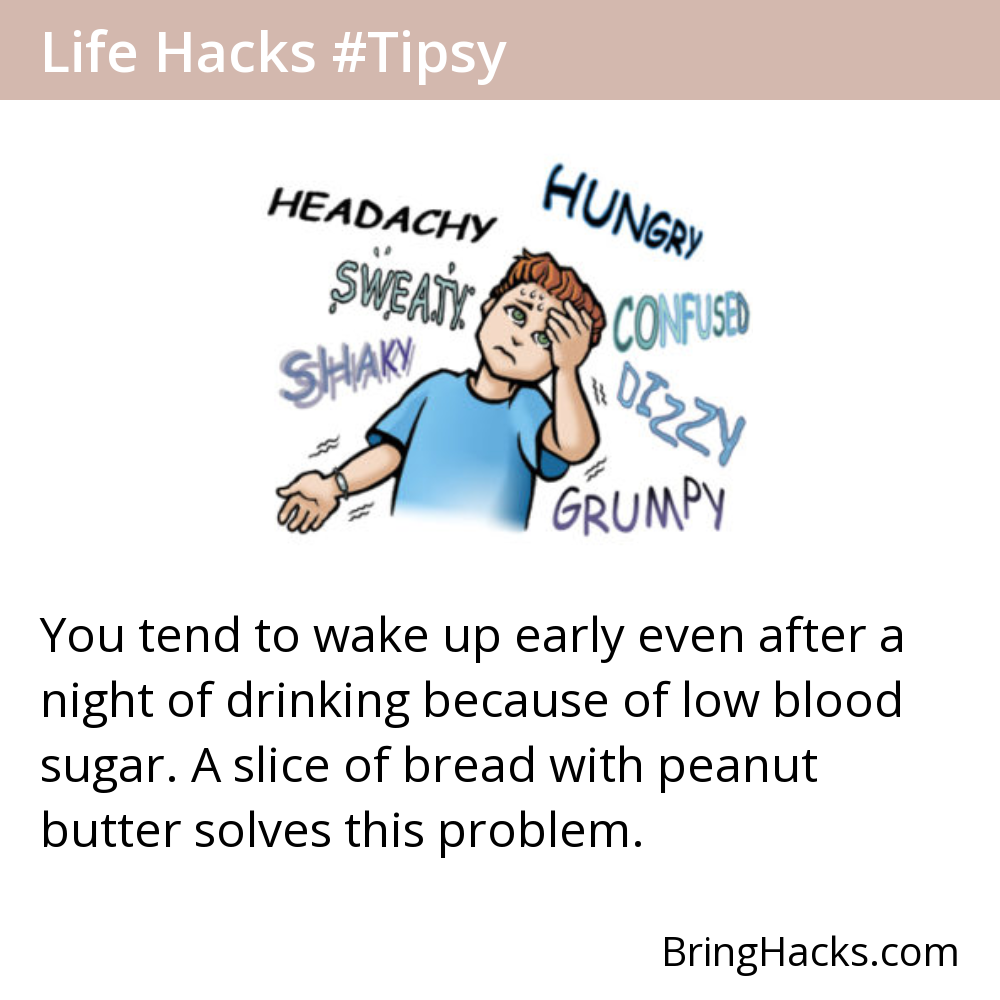 Life Hacks #Tipsy
HEADACHY
HUNGRY
SWEATY
CONFUSED
SHAKY
DIZZY
GRUMPY
You tend to wake up early even after a
night of drinking because of low blood
sugar. A slice of bread with peanut
butter solves this problem.
BringHacks.com